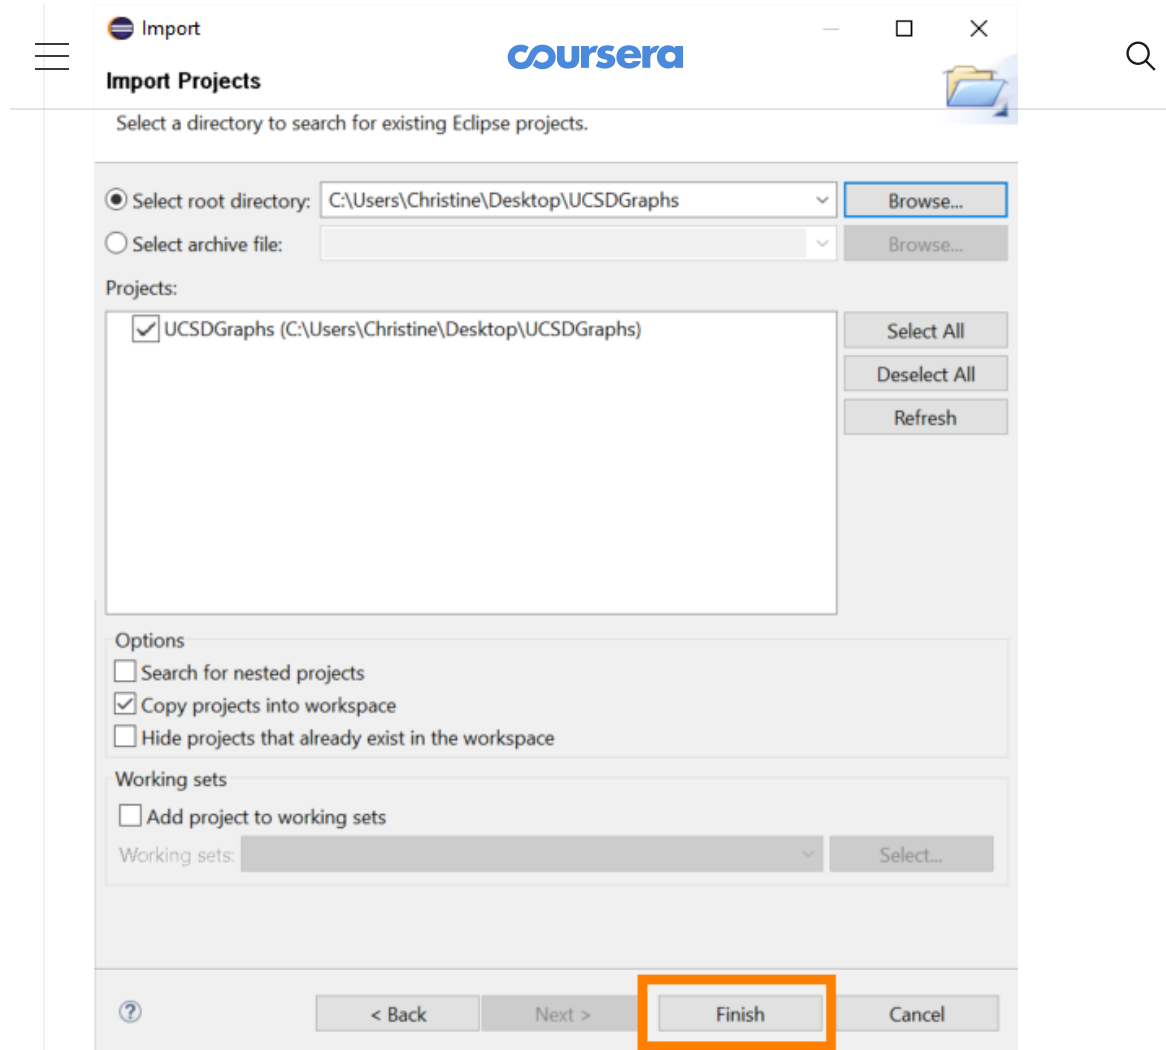 Import
coursera
Import Projects
Select a directory to search for existing Eclipse projects.
Select root directory: C:\Users\Christine\Desktop\UCSDGraphs Browse...
Select archive file: Browse...
Projects:
UCSDGraphs (C:\Users\Christine\Desktop\UCSDGraphs)
Select All
Deselect All
Refresh
Options
Search for nested projects
Copy projects into workspace
Hide projects that already exist in the workspace
Working sets
Add project to working sets
Working sets: Select...
? < Back Next > Finish Cancel